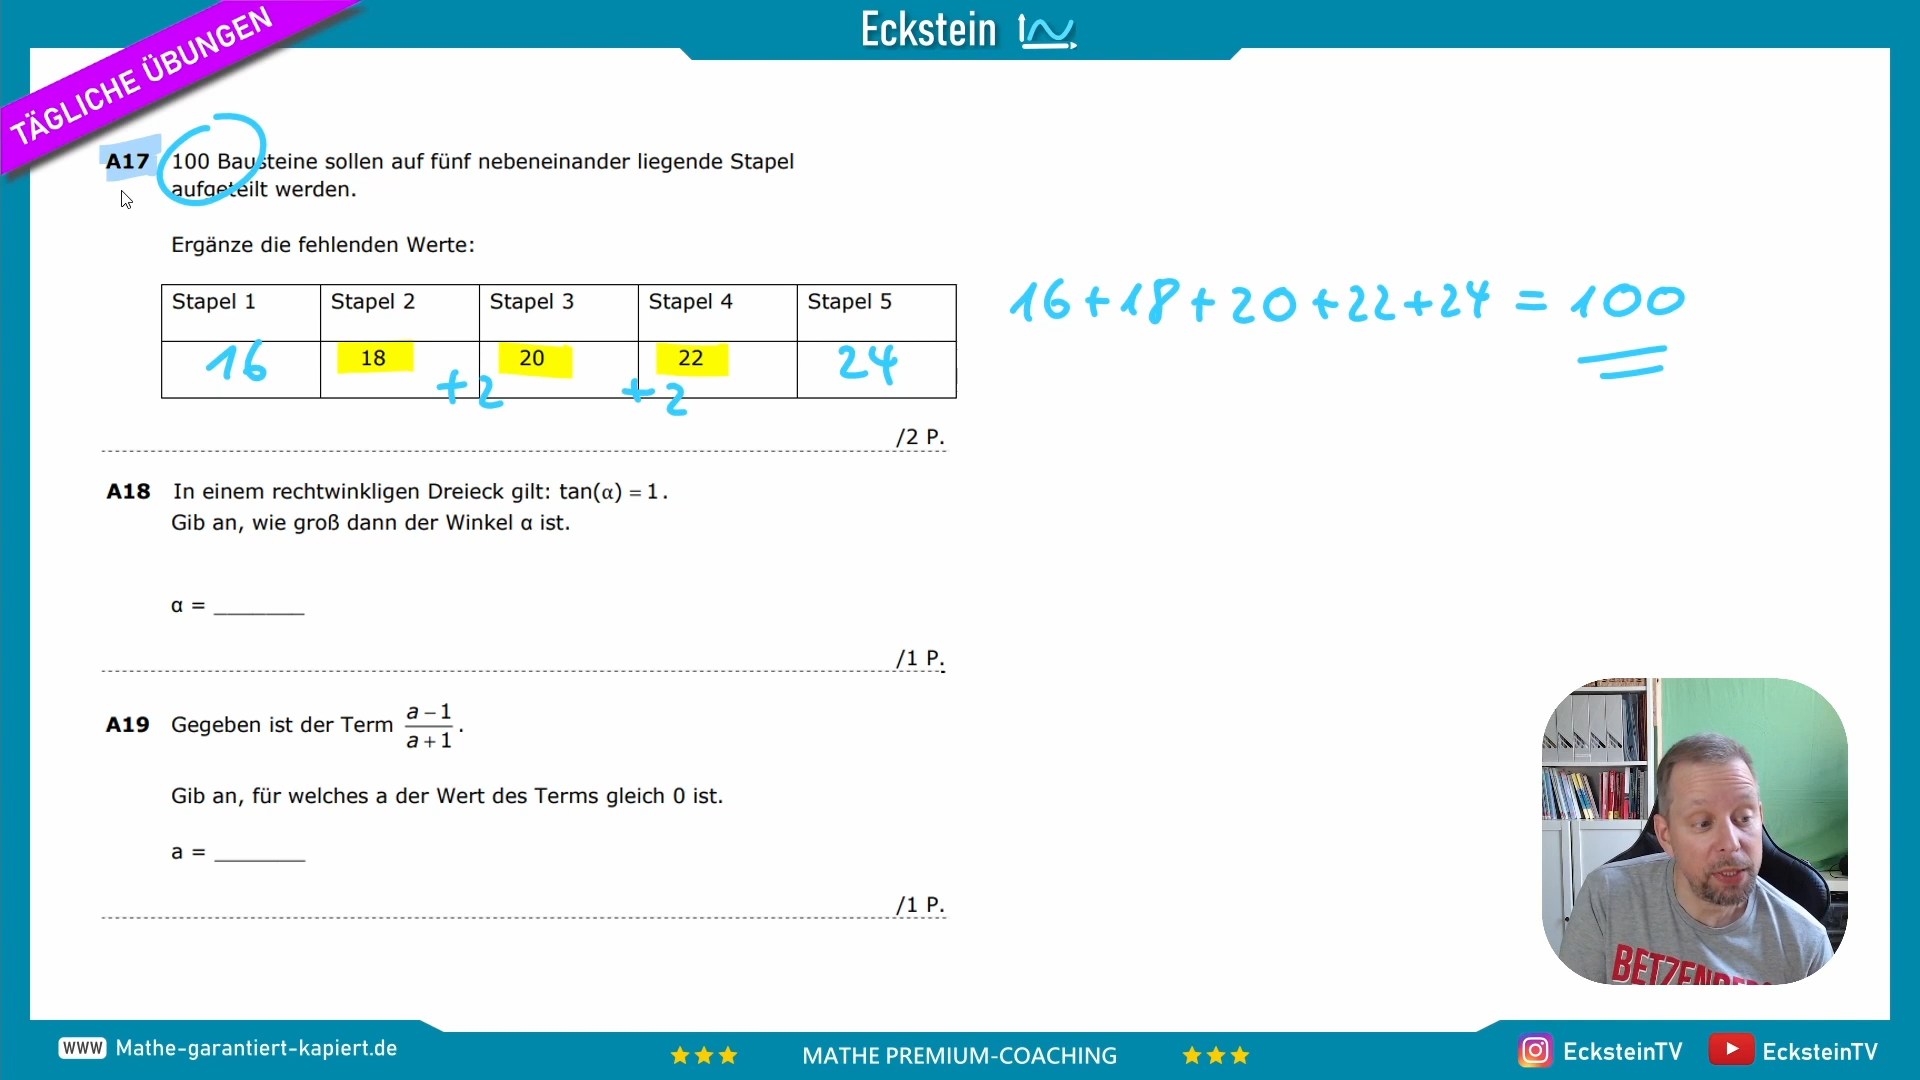 Eckstein
TÄGLICHE ÜBUNGEN
A17 100 Bausteine sollen auf fünf nebeneinander liegende Stapel
aufgeteilt werden.
Ergänze die fehlenden Werte:
Stapel 1 Stapel 2 Stapel 3 Stapel 4 Stapel 5
16 18 20 22 24
+2 +2
16 + 18 + 20 + 22 + 24 = 100
/2 P.
A18 In einem rechtwinkligen Dreieck gilt: tan(α) = 1.
Gib an, wie groß dann der Winkel α ist.
α = _______
/1 P.
A19 Gegeben ist der Term (a − 1)/(a + 1).
Gib an, für welches a der Wert des Terms gleich 0 ist.
a = _______
/1 P.
www Mathe-garantiert-kapiert.de
MATHE PREMIUM-COACHING
EcksteinTV
EcksteinTV